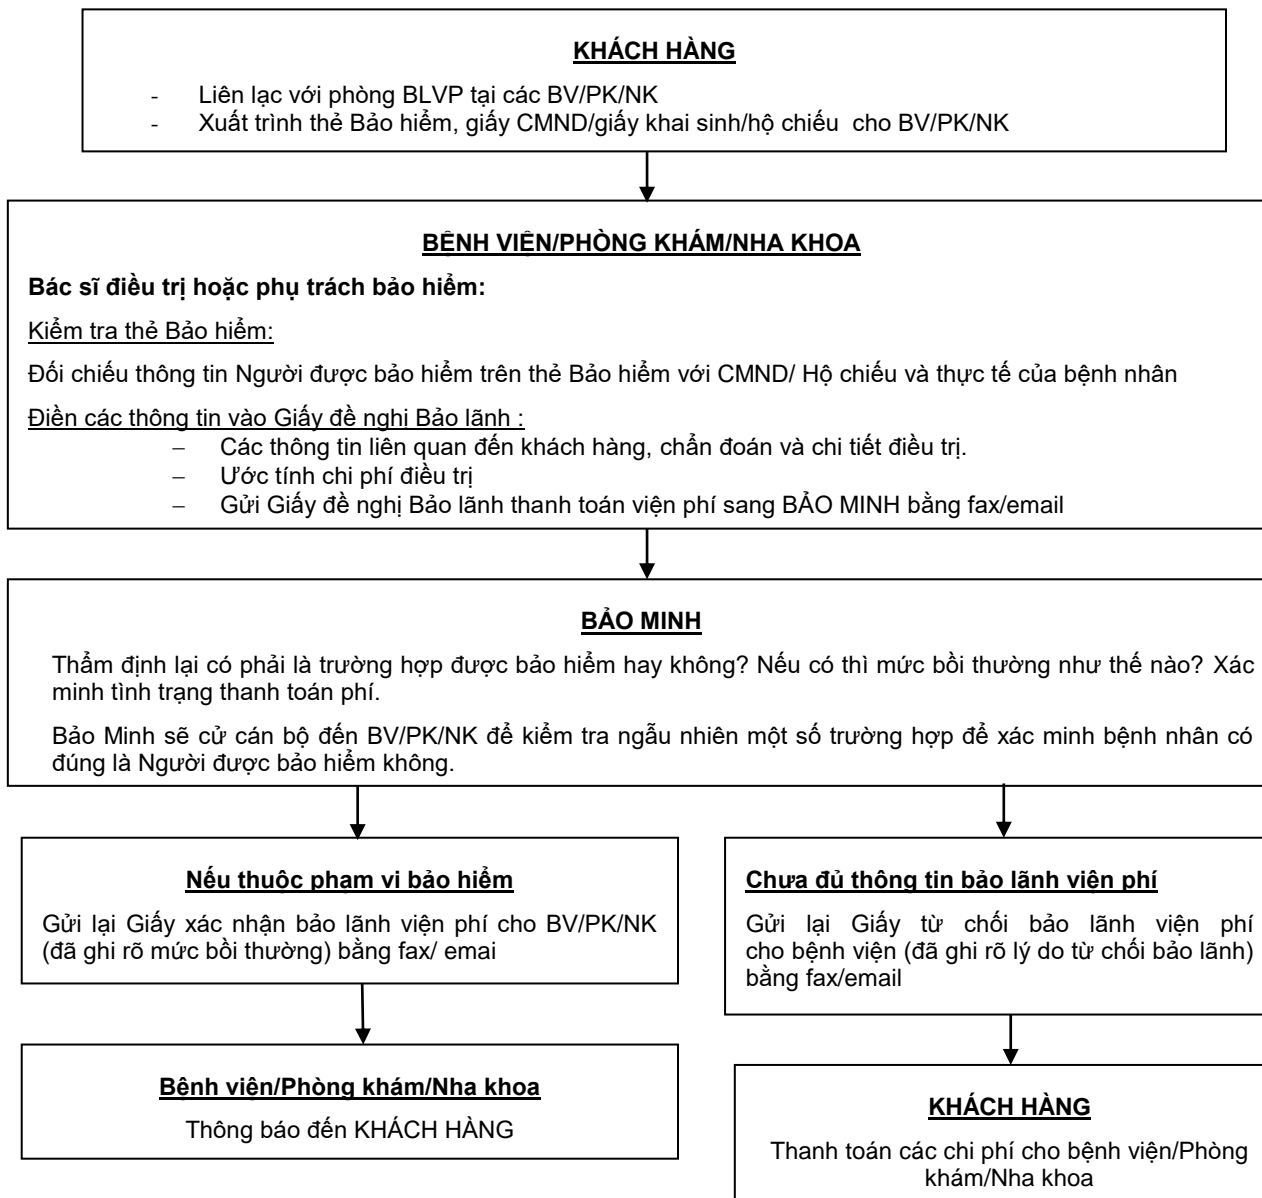 KHÁCH HÀNG
- Liên lạc với phòng BLVP tại các BV/PK/NK
- Xuất trình thẻ Bảo hiểm, giấy CMND/giấy khai sinh/hộ chiếu cho BV/PK/NK
BỆNH VIỆN/PHÒNG KHÁM/NHA KHOA
Bác sĩ điều trị hoặc phụ trách bảo hiểm:
Kiểm tra thẻ Bảo hiểm:
Đối chiếu thông tin Người được bảo hiểm trên thẻ Bảo hiểm với CMND/ Hộ chiếu và thực tế của bệnh nhân
Điền các thông tin vào Giấy đề nghị Bảo lãnh :
– Các thông tin liên quan đến khách hàng, chẩn đoán và chi tiết điều trị.
– Ước tính chi phí điều trị
– Gửi Giấy đề nghị Bảo lãnh thanh toán viện phí sang BẢO MINH bằng fax/email
BẢO MINH
Thẩm định lại có phải là trường hợp được bảo hiểm hay không? Nếu có thì mức bồi thường như thế nào? Xác
minh tình trạng thanh toán phí.
Bảo Minh sẽ cử cán bộ đến BV/PK/NK để kiểm tra ngẫu nhiên một số trường hợp để xác minh bệnh nhân có
đúng là Người được bảo hiểm không.
Nếu thuộc phạm vi bảo hiểm
Gửi lại Giấy xác nhận bảo lãnh viện phí cho BV/PK/NK
(đã ghi rõ mức bồi thường) bằng fax/ emai
Bệnh viện/Phòng khám/Nha khoa
Thông báo đến KHÁCH HÀNG
Chưa đủ thông tin bảo lãnh viện phí
Gửi lại Giấy từ chối bảo lãnh viện phí
cho bệnh viện (đã ghi rõ lý do từ chối bảo lãnh)
bằng fax/email
KHÁCH HÀNG
Thanh toán các chi phí cho bệnh viện/Phòng
khám/Nha khoa